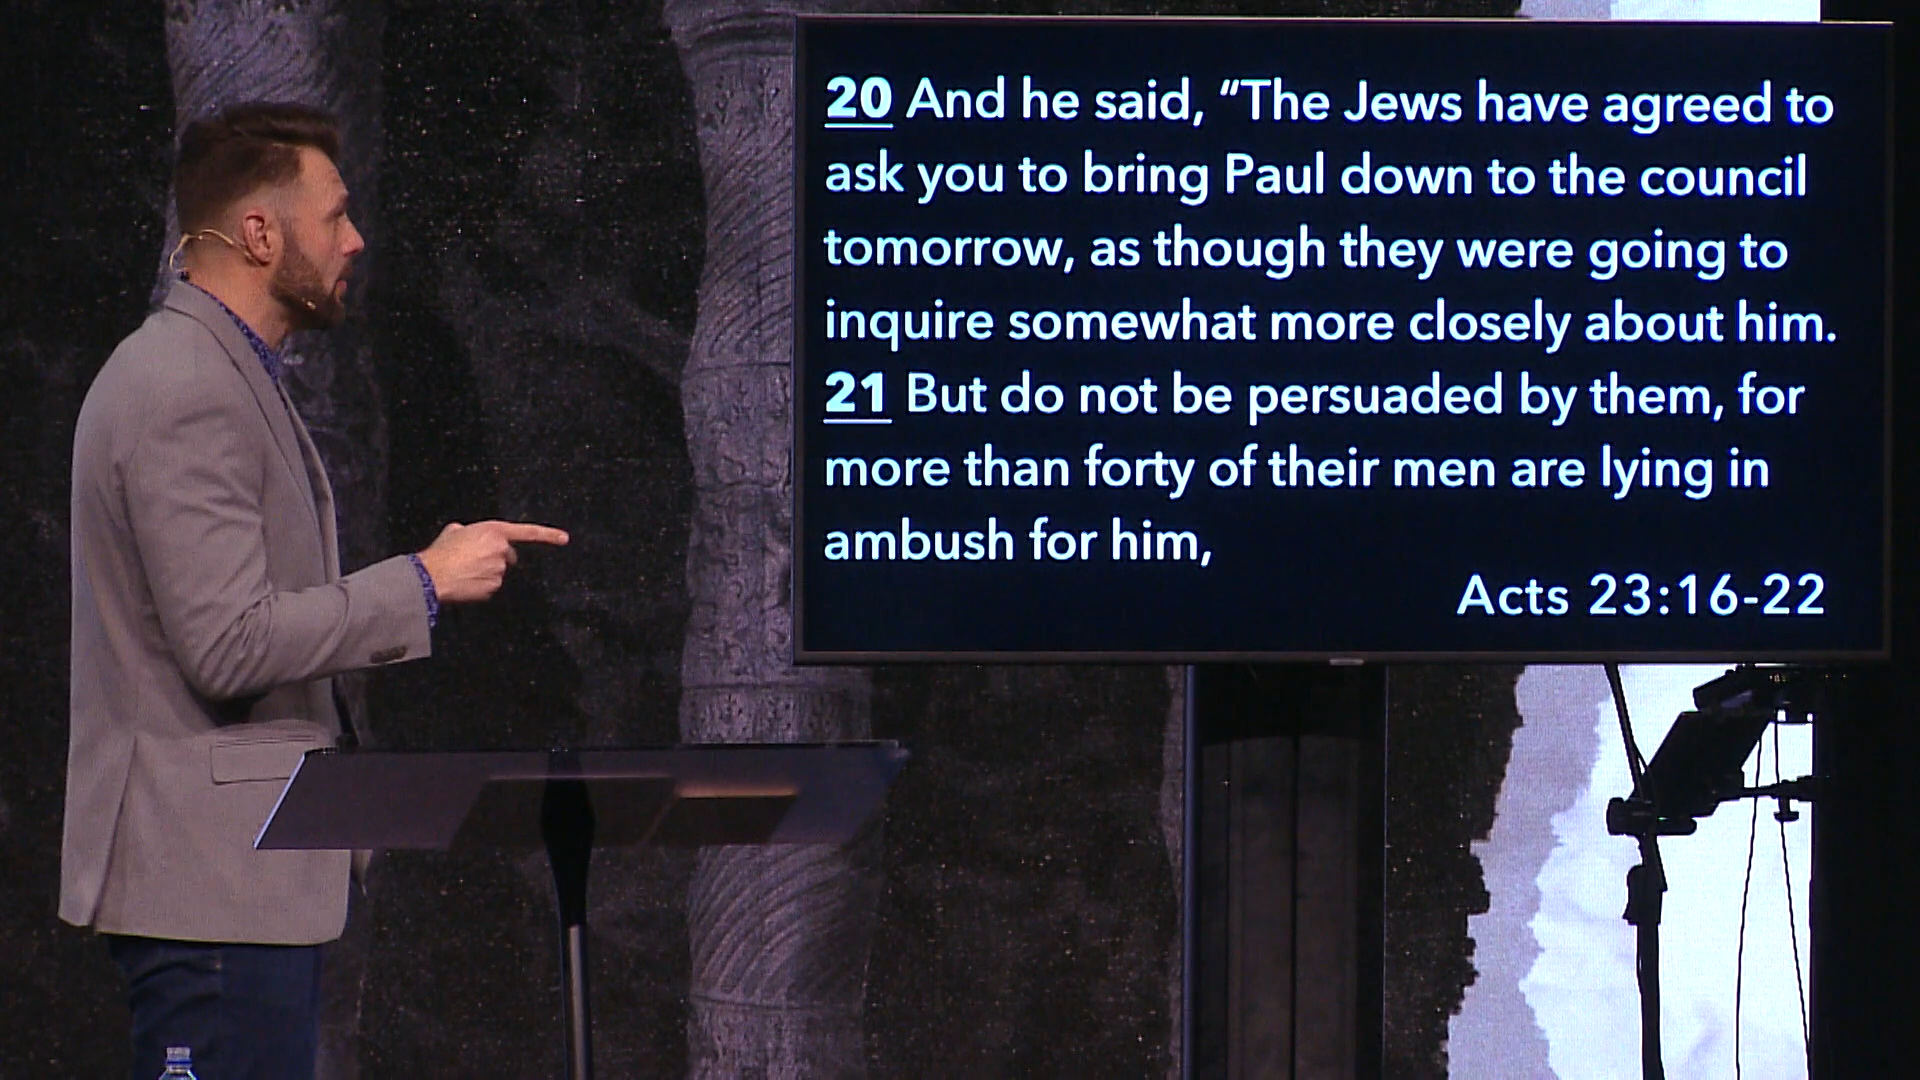 20 And he said, “The Jews have agreed to
ask you to bring Paul down to the council
tomorrow, as though they were going to
inquire somewhat more closely about him.
21 But do not be persuaded by them, for
more than forty of their men are lying in
ambush for him,
Acts 23:16-22